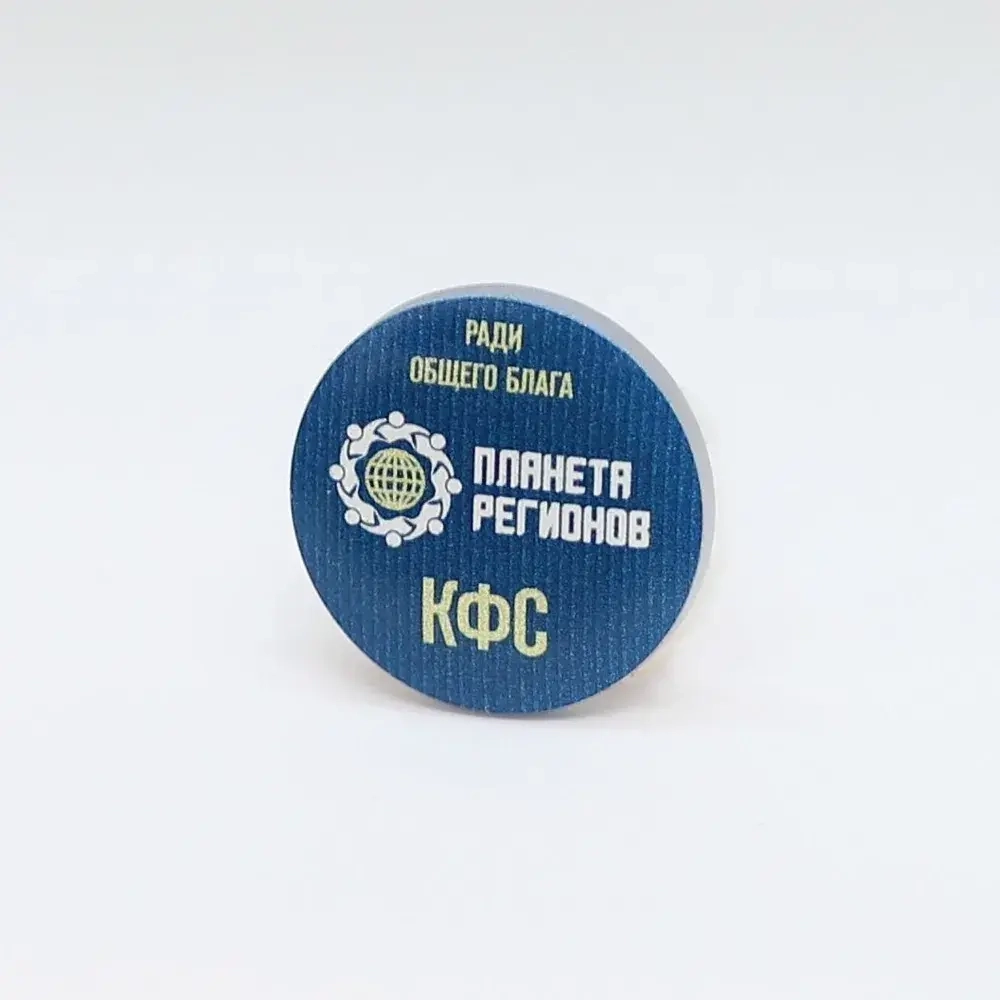 РАДИ
ОБЩЕГО БЛАГА
ПЛАНЕТА
РЕГИОНОВ
КФС